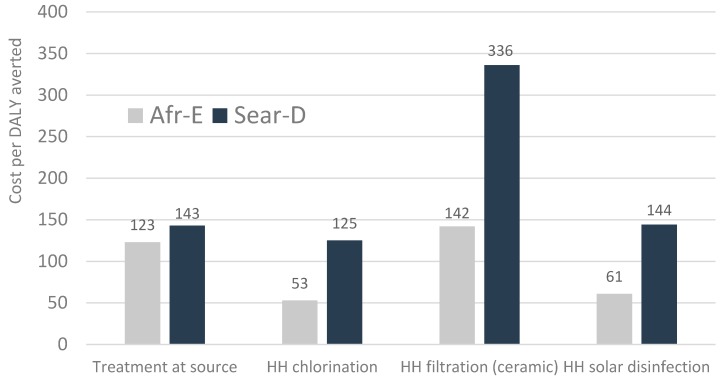 400
350
300
250
200
150
100
50
0
Cost per DALY averted
Afr-E Sear-D
123 143 53 125 142 336 61 144
Treatment at source HH chlorination HH filtration (ceramic) HH solar disinfection